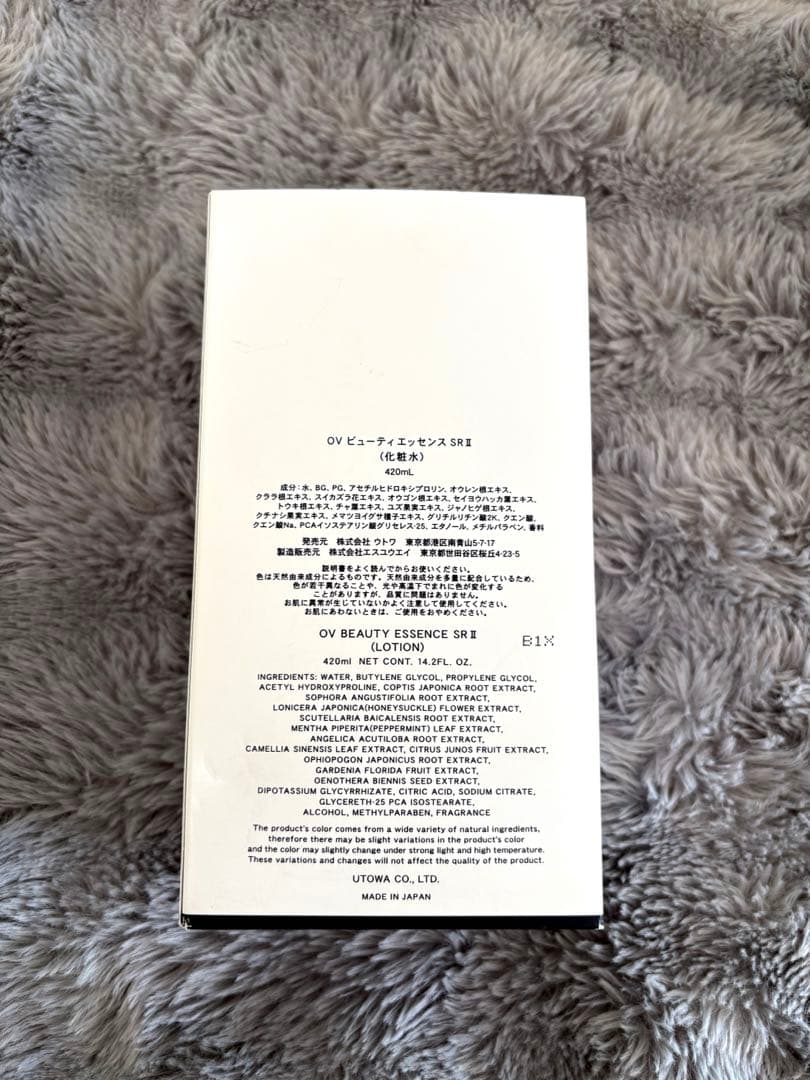 OV ビューティエッセンス SRⅡ
(化粧水)
420mL
成分:水、BG、PG、アセチルヒドロキシプロリン、オウレン根エキス、
クララ根エキス、スイカズラ花エキス、オウゴン根エキス、セイヨウハッカ葉エキス、
トウキ根エキス、チャ葉エキス、ユズ果実エキス、ジャノヒゲ根エキス、
クチナシ果実エキス、メマツヨイグサ種子エキス、グリチルリチン酸2K、クエン酸、
クエン酸Na、PCAイソステアリン酸グリセレス-25、エタノール、メチルパラベン、香料
発売元 株式会社 ウトワ 東京都港区南青山5-7-17
製造販売元 株式会社エスユウエイ 東京都世田谷区桜丘4-23-5
説明書をよく読んでからお使いください。
色は天然由来成分によるものです。天然由来成分を多量に配合しているため、
色が若干異なることや、光や高温下でまれに色が変化する
ことがありますが、品質に問題はありません。
お肌に異常が生じていないかよく注意して使用してください。
お肌にあわないときは、ご使用をおやめください。
OV BEAUTY ESSENCE SRⅡ
(LOTION)
B1X
420ml NET CONT. 14.2FL. OZ.
INGREDIENTS: WATER, BUTYLENE GLYCOL, PROPYLENE GLYCOL,
ACETYL HYDROXYPROLINE, COPTIS JAPONICA ROOT EXTRACT,
SOPHORA ANGUSTIFOLIA ROOT EXTRACT,
LONICERA JAPONICA(HONEYSUCKLE) FLOWER EXTRACT,
SCUTELLARIA BAICALENSIS ROOT EXTRACT,
MENTHA PIPERITA(PEPPERMINT) LEAF EXTRACT,
ANGELICA ACUTILOBA ROOT EXTRACT,
CAMELLIA SINENSIS LEAF EXTRACT, CITRUS JUNOS FRUIT EXTRACT,
OPHIOPOGON JAPONICUS ROOT EXTRACT,
GARDENIA FLORIDA FRUIT EXTRACT,
OENOTHERA BIENNIS SEED EXTRACT,
DIPOTASSIUM GLYCYRRHIZATE, CITRIC ACID, SODIUM CITRATE,
GLYCERETH-25 PCA ISOSTEARATE,
ALCOHOL, METHYLPARABEN, FRAGRANCE
The product's color comes from a wide variety of natural ingredients,
therefore there may be slight variations in the product's color
and the color may slightly change under strong light and high temperature.
These variations and changes will not affect the quality of the product.
UTOWA CO., LTD.
MADE IN JAPAN